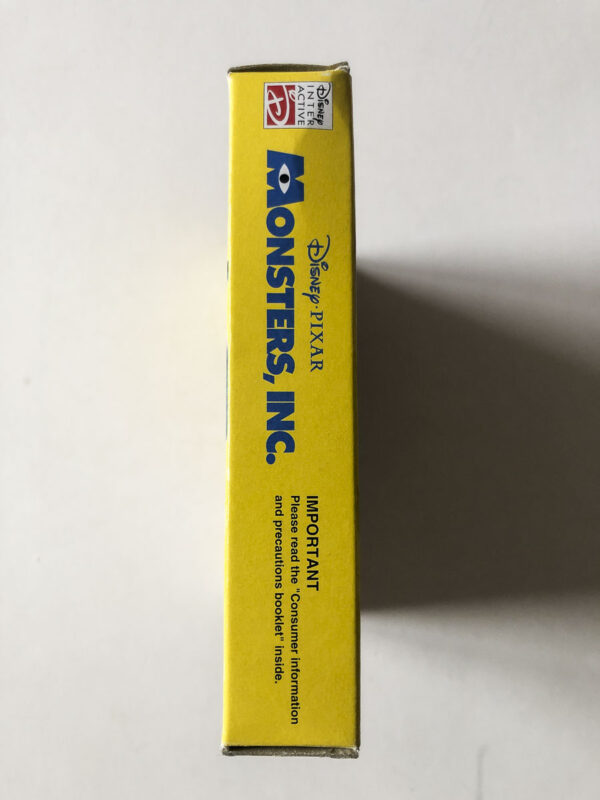 Disney
INTER
ACTIVE
Disney·PIXAR
MONSTERS, INC.
IMPORTANT
Please read the "Consumer information
and precautions booklet" inside.